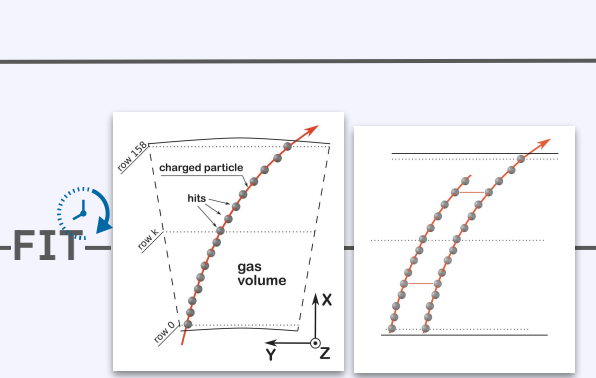 row 158
charged particle
hits
row k
FIT
gas
volume
X
row 0
Y
Z